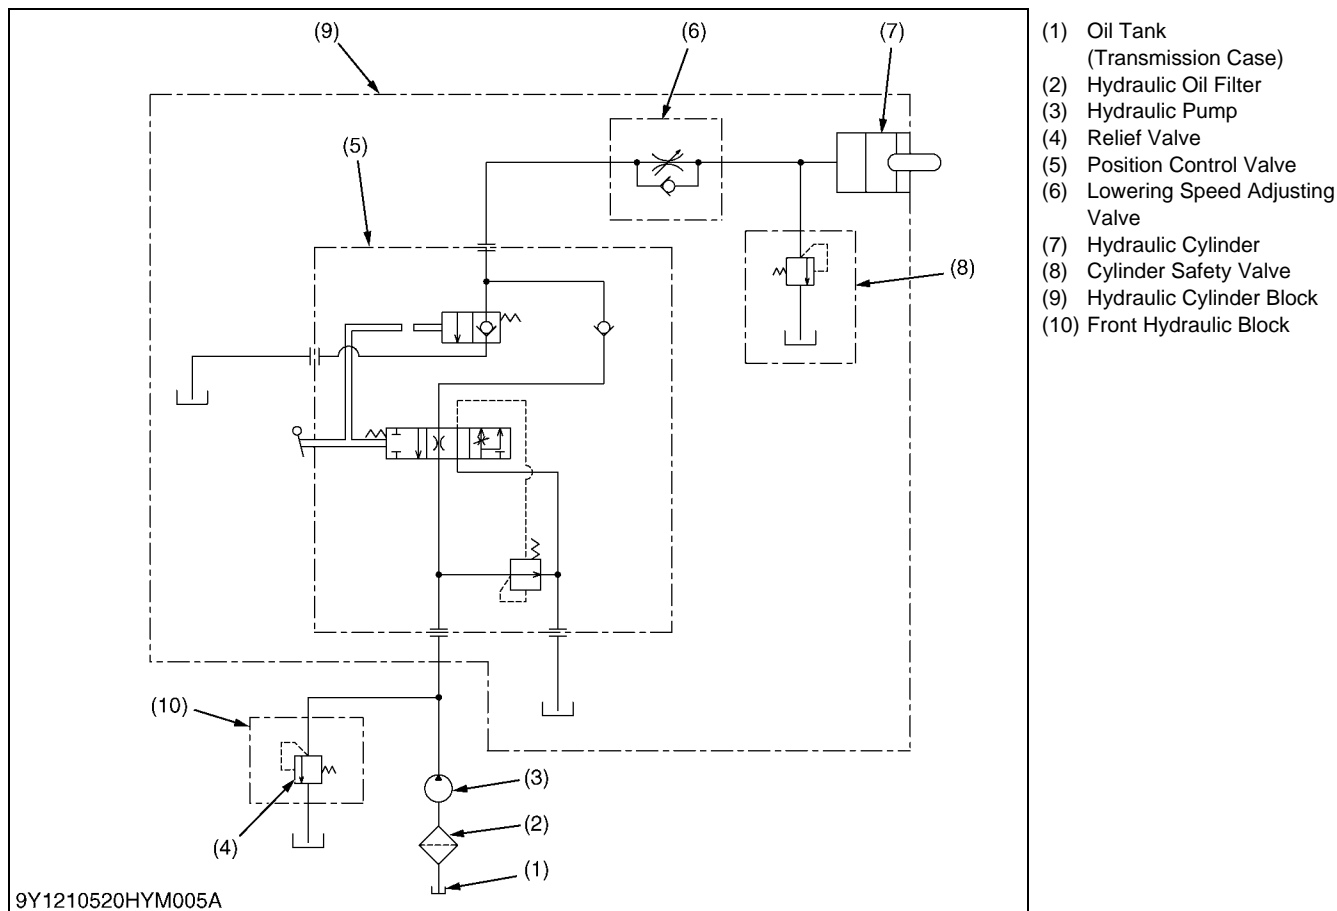 (9)
(6)
(7)
(5)
(8)
(10)
(3)
(2)
(4)
(1)
9Y1210520HYM005A
(1) Oil Tank
(Transmission Case)
(2) Hydraulic Oil Filter
(3) Hydraulic Pump
(4) Relief Valve
(5) Position Control Valve
(6) Lowering Speed Adjusting
Valve
(7) Hydraulic Cylinder
(8) Cylinder Safety Valve
(9) Hydraulic Cylinder Block
(10) Front Hydraulic Block